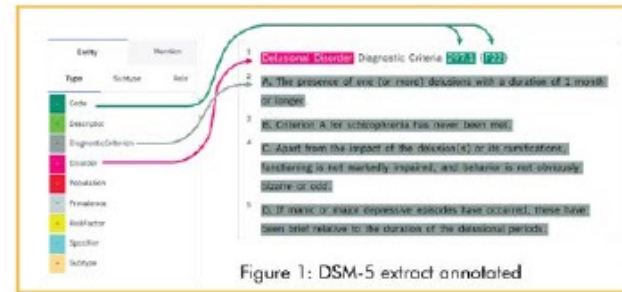 Entity Mention
Type Subtype Role
Code
Descriptor
DiagnosticCriterion
Disorder
Population
Prevalence
RiskFactor
Specifier
Subtype
1 Delusional Disorder Diagnostic Criteria 297.1 (F22)
2 A. The presence of one (or more) delusions with a duration of 1 month
or longer.
3 B. Criterion A for schizophrenia has never been met.
4 C. Apart from the impact of the delusion(s) or its ramifications,
functioning is not markedly impaired, and behavior is not obviously
bizarre or odd.
5 D. If manic or major depressive episodes have occurred, these have
been brief relative to the duration of the delusional periods.
Figure 1: DSM-5 extract annotated